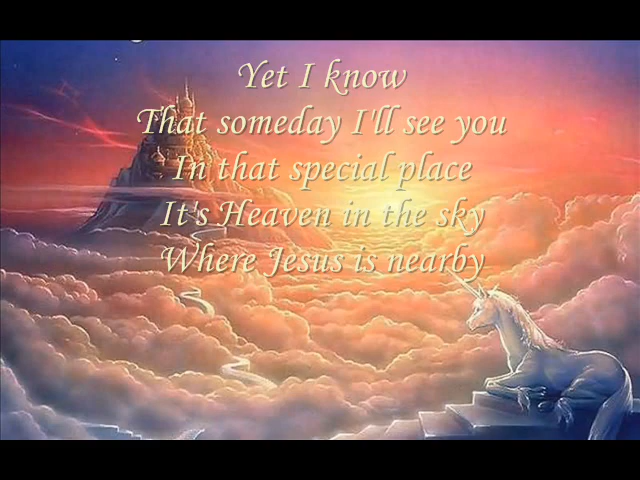 Yet I know
That someday I'll see you
In that special place
It's Heaven in the sky
Where Jesus is nearby